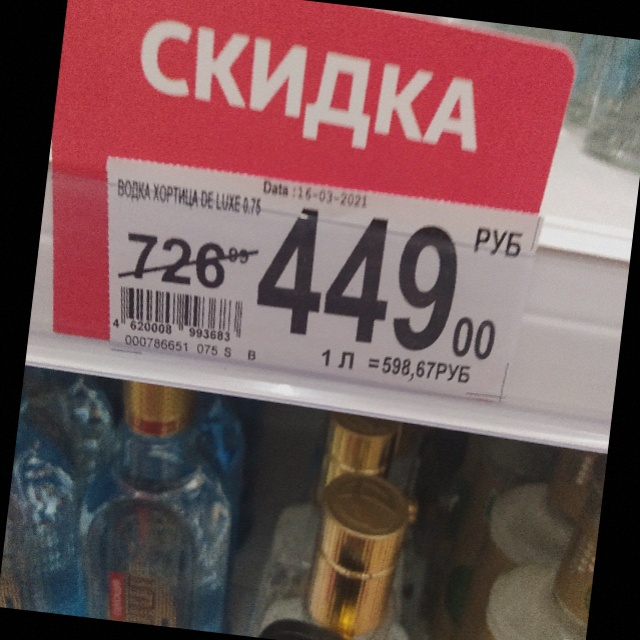 СКИДКА
ВОДКА ХОРТИЦА DE LUXE 0.75
Data :16-03-2021
726
449 00
РУБ
4 620008 993683
000786651 075 S В
1 Л =598,67РУБ